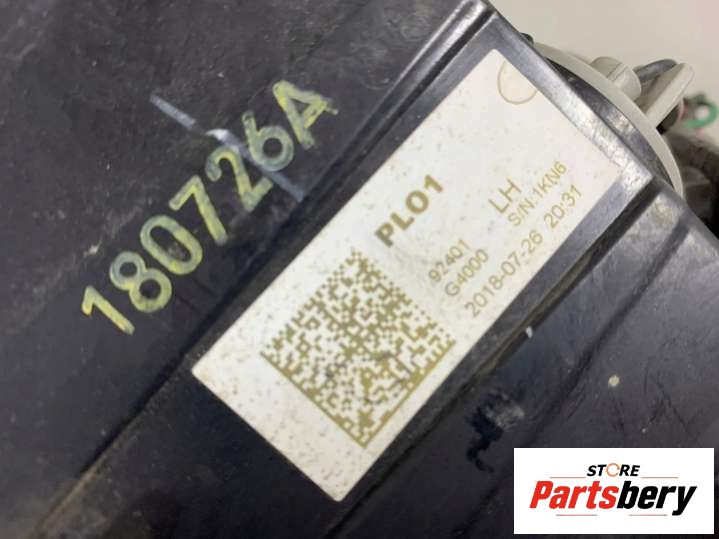 180726A
PL01
92401
G4000
LH
S/N:1KN6
2018-07-26 20:31
STORE
Partsbery